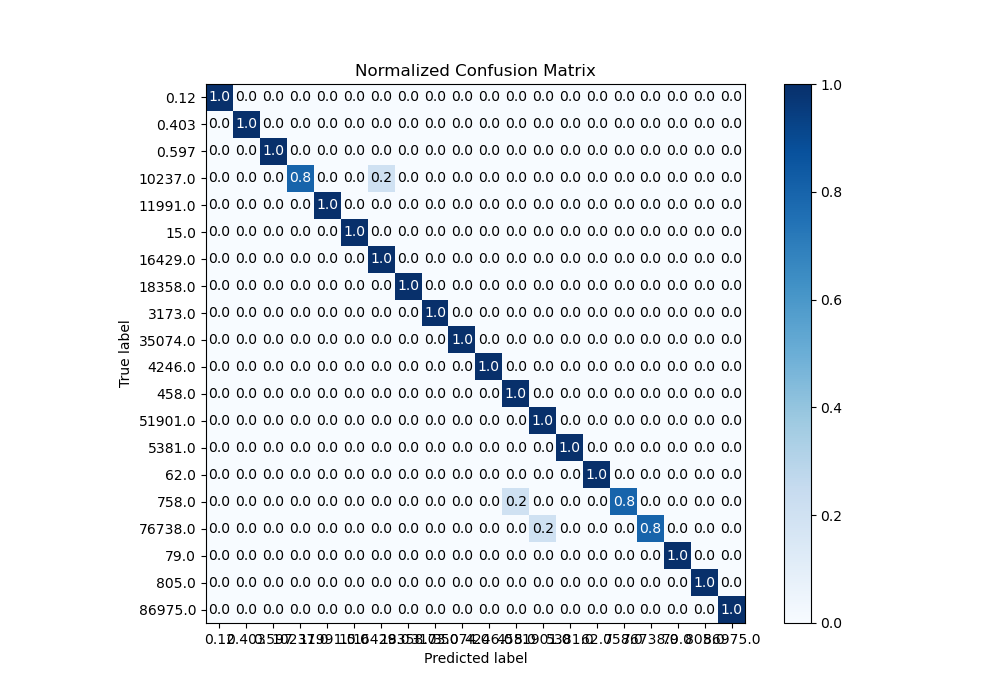 Normalized Confusion Matrix
True label
0.12 1.0 0.0 0.0 0.0 0.0 0.0 0.0 0.0 0.0 0.0 0.0 0.0 0.0 0.0 0.0 0.0 0.0 0.0 0.0 0.0
0.403 0.0 1.0 0.0 0.0 0.0 0.0 0.0 0.0 0.0 0.0 0.0 0.0 0.0 0.0 0.0 0.0 0.0 0.0 0.0 0.0
0.597 0.0 0.0 1.0 0.0 0.0 0.0 0.0 0.0 0.0 0.0 0.0 0.0 0.0 0.0 0.0 0.0 0.0 0.0 0.0 0.0
10237.0 0.0 0.0 0.0 0.8 0.0 0.0 0.2 0.0 0.0 0.0 0.0 0.0 0.0 0.0 0.0 0.0 0.0 0.0 0.0 0.0
11991.0 0.0 0.0 0.0 0.0 1.0 0.0 0.0 0.0 0.0 0.0 0.0 0.0 0.0 0.0 0.0 0.0 0.0 0.0 0.0 0.0
15.0 0.0 0.0 0.0 0.0 0.0 1.0 0.0 0.0 0.0 0.0 0.0 0.0 0.0 0.0 0.0 0.0 0.0 0.0 0.0 0.0
16429.0 0.0 0.0 0.0 0.0 0.0 0.0 1.0 0.0 0.0 0.0 0.0 0.0 0.0 0.0 0.0 0.0 0.0 0.0 0.0 0.0
18358.0 0.0 0.0 0.0 0.0 0.0 0.0 0.0 1.0 0.0 0.0 0.0 0.0 0.0 0.0 0.0 0.0 0.0 0.0 0.0 0.0
3173.0 0.0 0.0 0.0 0.0 0.0 0.0 0.0 0.0 1.0 0.0 0.0 0.0 0.0 0.0 0.0 0.0 0.0 0.0 0.0 0.0
35074.0 0.0 0.0 0.0 0.0 0.0 0.0 0.0 0.0 0.0 1.0 0.0 0.0 0.0 0.0 0.0 0.0 0.0 0.0 0.0 0.0
4246.0 0.0 0.0 0.0 0.0 0.0 0.0 0.0 0.0 0.0 0.0 1.0 0.0 0.0 0.0 0.0 0.0 0.0 0.0 0.0 0.0
458.0 0.0 0.0 0.0 0.0 0.0 0.0 0.0 0.0 0.0 0.0 0.0 1.0 0.0 0.0 0.0 0.0 0.0 0.0 0.0 0.0
51901.0 0.0 0.0 0.0 0.0 0.0 0.0 0.0 0.0 0.0 0.0 0.0 0.0 1.0 0.0 0.0 0.0 0.0 0.0 0.0 0.0
5381.0 0.0 0.0 0.0 0.0 0.0 0.0 0.0 0.0 0.0 0.0 0.0 0.0 0.0 1.0 0.0 0.0 0.0 0.0 0.0 0.0
62.0 0.0 0.0 0.0 0.0 0.0 0.0 0.0 0.0 0.0 0.0 0.0 0.0 0.0 0.0 1.0 0.0 0.0 0.0 0.0 0.0
758.0 0.0 0.0 0.0 0.0 0.0 0.0 0.0 0.0 0.0 0.0 0.0 0.2 0.0 0.0 0.0 0.8 0.0 0.0 0.0 0.0
76738.0 0.0 0.0 0.0 0.0 0.0 0.0 0.0 0.0 0.0 0.0 0.0 0.0 0.2 0.0 0.0 0.0 0.8 0.0 0.0 0.0
79.0 0.0 0.0 0.0 0.0 0.0 0.0 0.0 0.0 0.0 0.0 0.0 0.0 0.0 0.0 0.0 0.0 0.0 1.0 0.0 0.0
805.0 0.0 0.0 0.0 0.0 0.0 0.0 0.0 0.0 0.0 0.0 0.0 0.0 0.0 0.0 0.0 0.0 0.0 0.0 1.0 0.0
86975.0 0.0 0.0 0.0 0.0 0.0 0.0 0.0 0.0 0.0 0.0 0.0 0.0 0.0 0.0 0.0 0.0 0.0 0.0 0.0 1.0
Predicted label
1.0
0.8
0.6
0.4
0.2
0.0